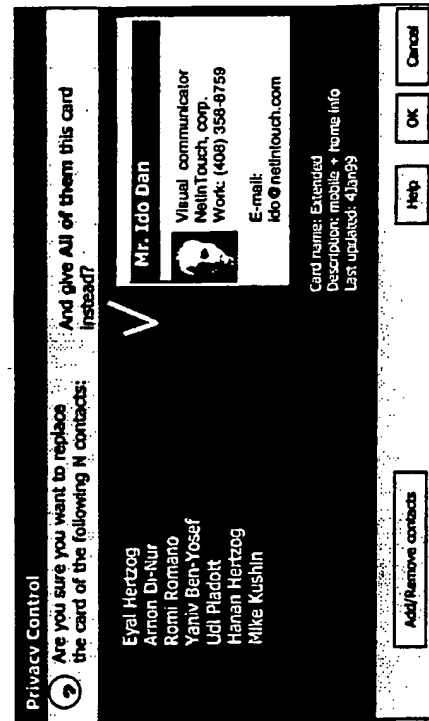 Privacy Control
? Are you sure you want to replace
the card of the following N contacts:
And give All of them this card
instead?
Eyal Hertzog
Arnon Di-Nur
Romi Romano
Yaniv Ben-Yosef
Udi Pladott
Hanan Hertzog
Mike Kushin
Mr. Ido Dan
Visual communicator
NetInTouch, corp.
Work: (408) 358-8759
E-mail:
ido@netintouch.com
Card name: Extended
Description: mobile + home info
Last updated: 4Jan99
Add/Remove contacts
Help
OK
Cancel